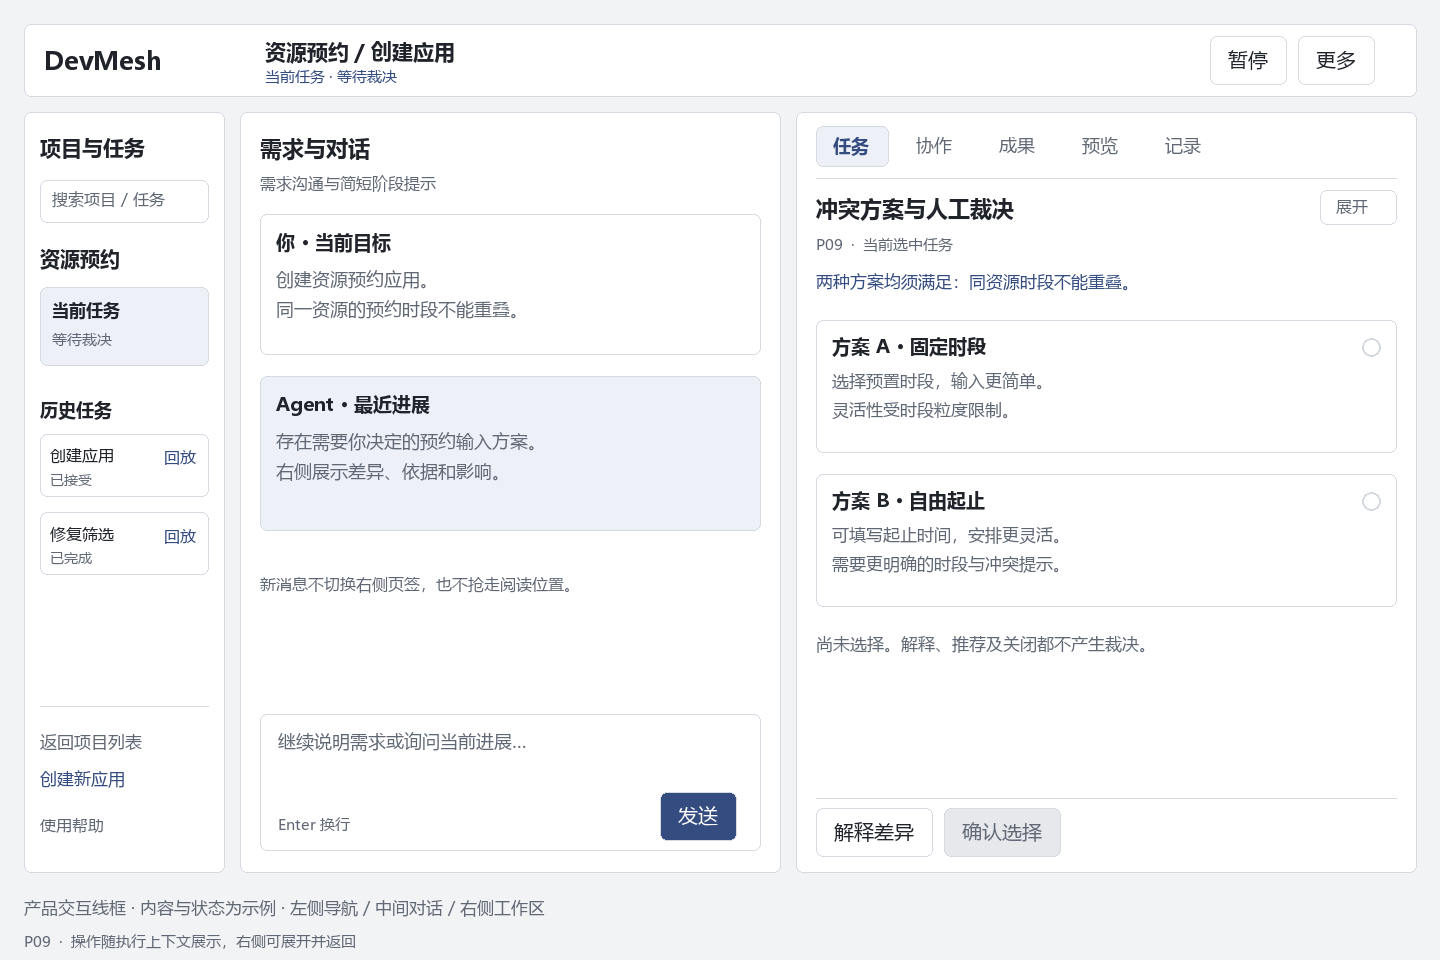 DevMesh
资源预约 / 创建应用
当前任务 · 等待裁决
暂停
更多
项目与任务
搜索项目 / 任务
资源预约
当前任务
等待裁决
历史任务
创建应用
回放
已接受
修复筛选
回放
已完成
返回项目列表
创建新应用
使用帮助
需求与对话
需求沟通与简短阶段提示
你 · 当前目标
创建资源预约应用。
同一资源的预约时段不能重叠。
Agent · 最近进展
存在需要你决定的预约输入方案。
右侧展示差异、依据和影响。
新消息不切换右侧页签，也不抢走阅读位置。
继续说明需求或询问当前进展...
Enter 换行
发送
任务
协作
成果
预览
记录
冲突方案与人工裁决
展开
P09 · 当前选中任务
两种方案均须满足：同资源时段不能重叠。
方案 A · 固定时段
选择预置时段，输入更简单。
灵活性受时段粒度限制。
方案 B · 自由起止
可填写起止时间，安排更灵活。
需要更明确的时段与冲突提示。
尚未选择。解释、推荐及关闭都不产生裁决。
解释差异
确认选择
产品交互线框 · 内容与状态为示例 · 左侧导航 / 中间对话 / 右侧工作区
P09 · 操作随执行上下文展示，右侧可展开并返回